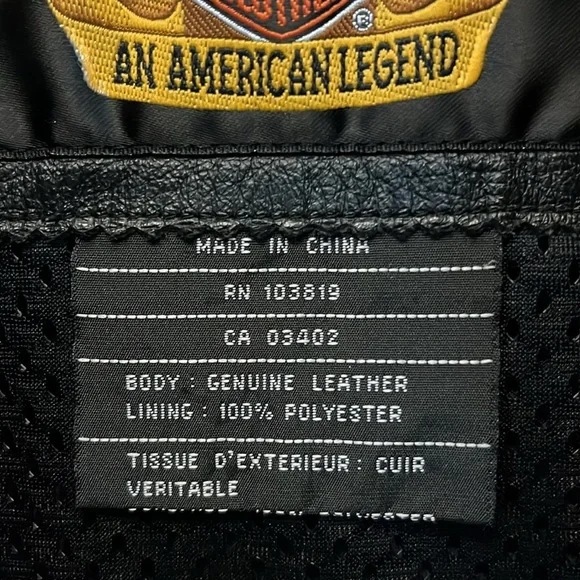 ®
AN AMERICAN LEGEND
MADE IN CHINA
RN 103819
CA 03402
BODY : GENUINE LEATHER
LINING : 100% POLYESTER
TISSUE D'EXTERIEUR : CUIR
VERITABLE